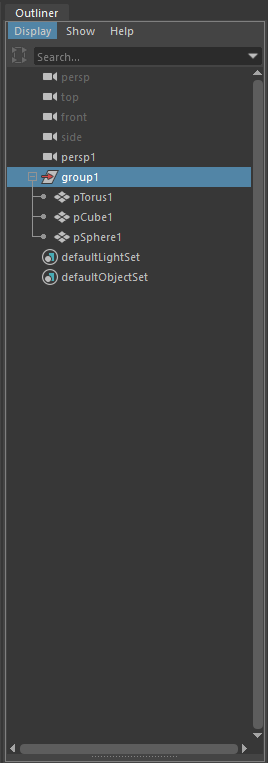 Outliner
Display Show Help
Search...
persp
top
front
side
persp1
group1
pTorus1
pCube1
pSphere1
defaultLightSet
defaultObjectSet